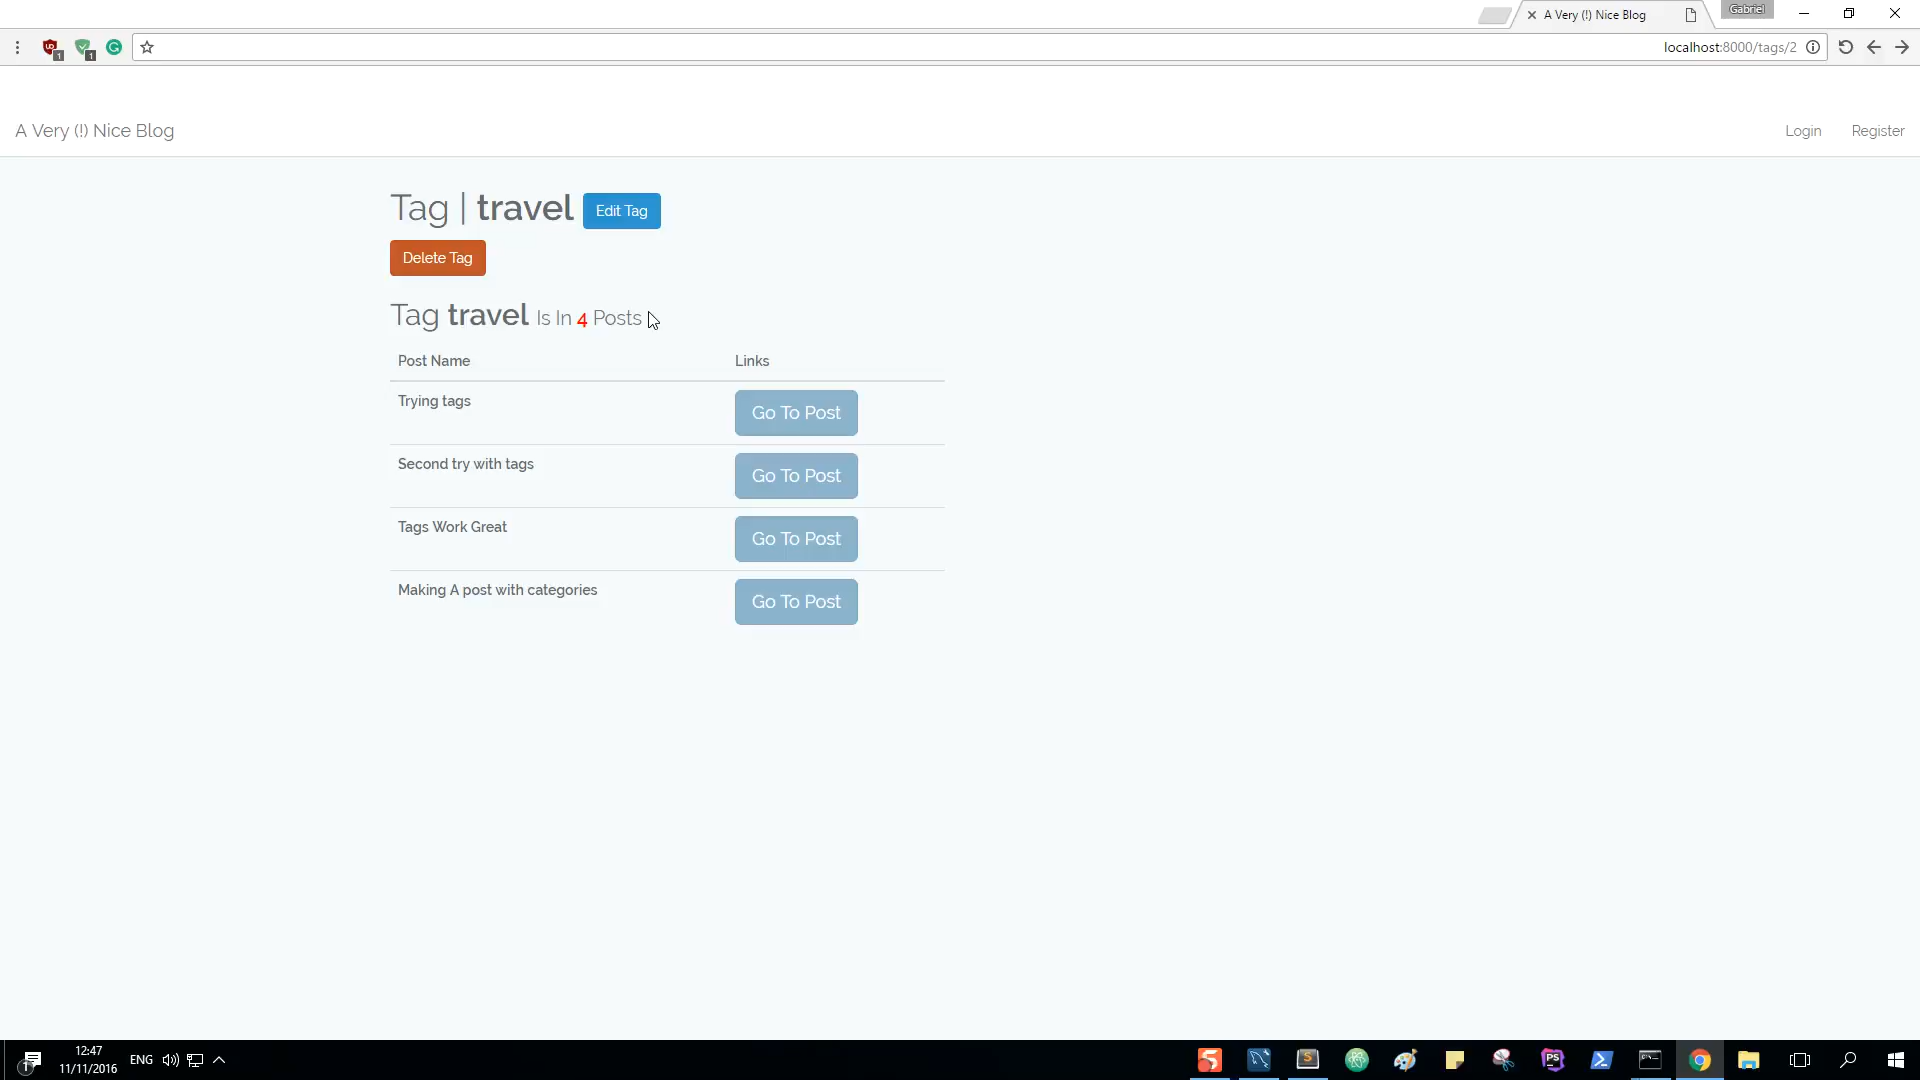 A Very (!) Nice Blog
Gabriel
localhost:8000/tags/2
A Very (!) Nice Blog
Login
Register
Tag | travel
Edit Tag
Delete Tag
Tag travel Is In 4 Posts
Post Name
Links
Trying tags
Go To Post
Second try with tags
Go To Post
Tags Work Great
Go To Post
Making A post with categories
Go To Post
12:47
11/11/2016
ENG